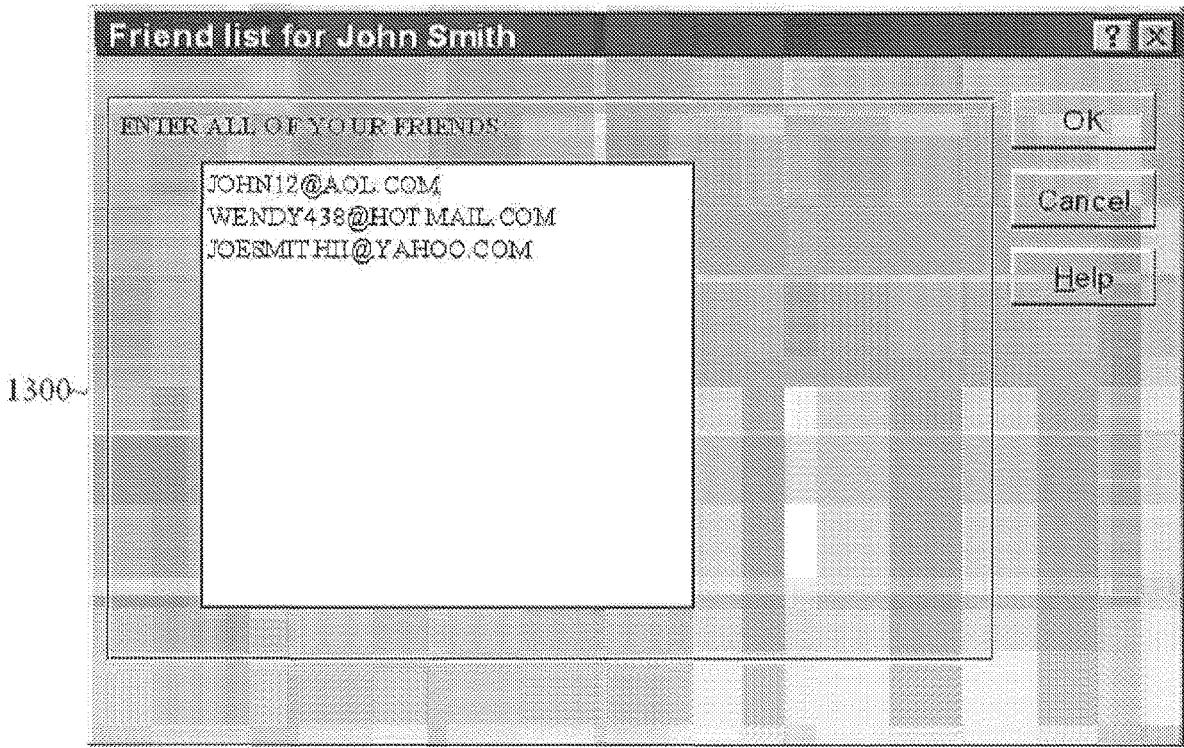 Friend list for John Smith
? X
ENTER ALL OF YOUR FRIENDS
JOHN12@AOL.COM
WENDY438@HOTMAIL.COM
JOESMITHII@YAHOO.COM
OK
Cancel
Help
1300~